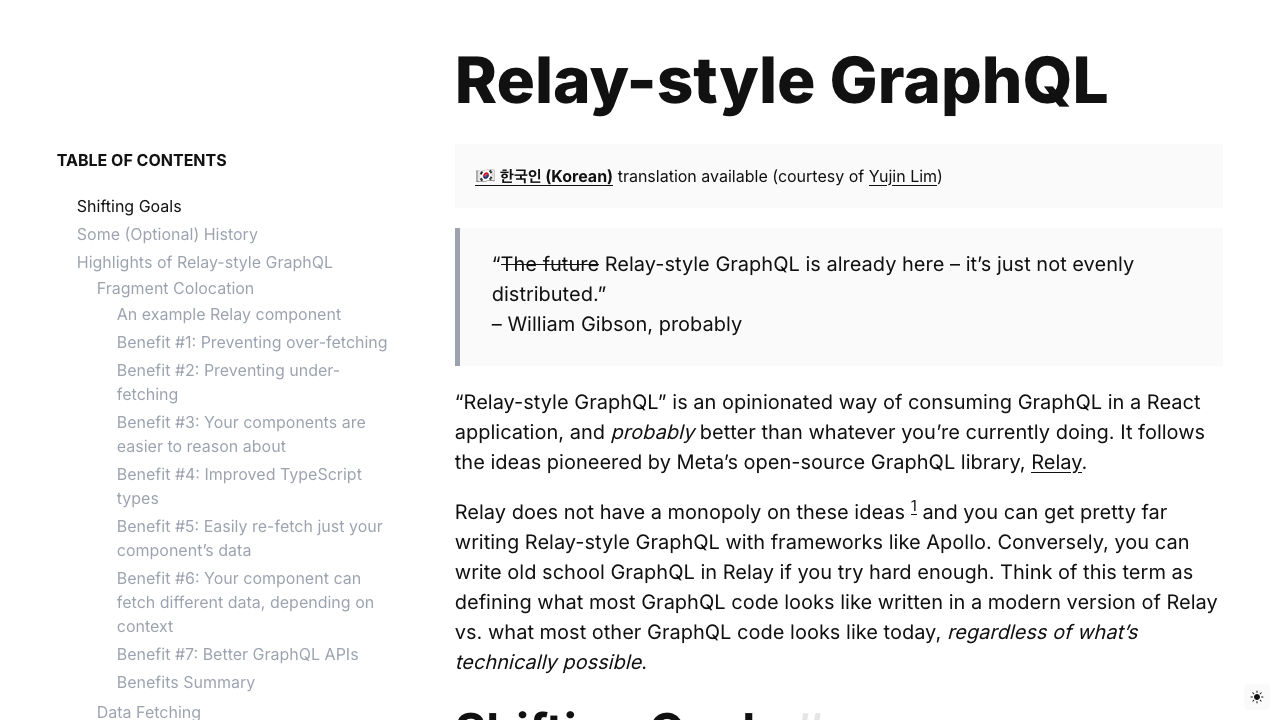 Relay-style GraphQL
TABLE OF CONTENTS
Shifting Goals
Some (Optional) History
Highlights of Relay-style GraphQL
Fragment Colocation
An example Relay component
Benefit #1: Preventing over-fetching
Benefit #2: Preventing under-
fetching
Benefit #3: Your components are
easier to reason about
Benefit #4: Improved TypeScript
types
Benefit #5: Easily re-fetch just your
component’s data
Benefit #6: Your component can
fetch different data, depending on
context
Benefit #7: Better GraphQL APIs
Benefits Summary
Data Fetching
🇰🇷 한국인 (Korean) translation available (courtesy of Yujin Lim)
“The future Relay-style GraphQL is already here – it’s just not evenly
distributed.”
– William Gibson, probably
“Relay-style GraphQL” is an opinionated way of consuming GraphQL in a React
application, and probably better than whatever you’re currently doing. It follows
the ideas pioneered by Meta’s open-source GraphQL library, Relay.
Relay does not have a monopoly on these ideas 1 and you can get pretty far
writing Relay-style GraphQL with frameworks like Apollo. Conversely, you can
write old school GraphQL in Relay if you try hard enough. Think of this term as
defining what most GraphQL code looks like written in a modern version of Relay
vs. what most other GraphQL code looks like today, regardless of what’s
technically possible.
Shifting Goals #